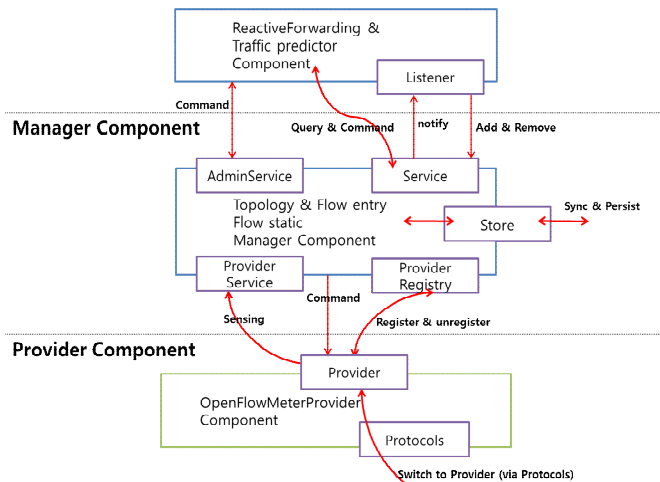 ReactiveForwarding &
Traffic predictor
Component
Listener
Command
Manager Component
Query & Command
notify
Add & Remove
AdminService
Service
Topology & Flow entry
Flow static
Manager Component
Store
Sync & Persist
Provider
Service
Provider
Registry
Command
Sensing
Register & unregister
Provider Component
Provider
OpenFlowMeterProvider
Component
Protocols
Switch to Provider (via Protocols)